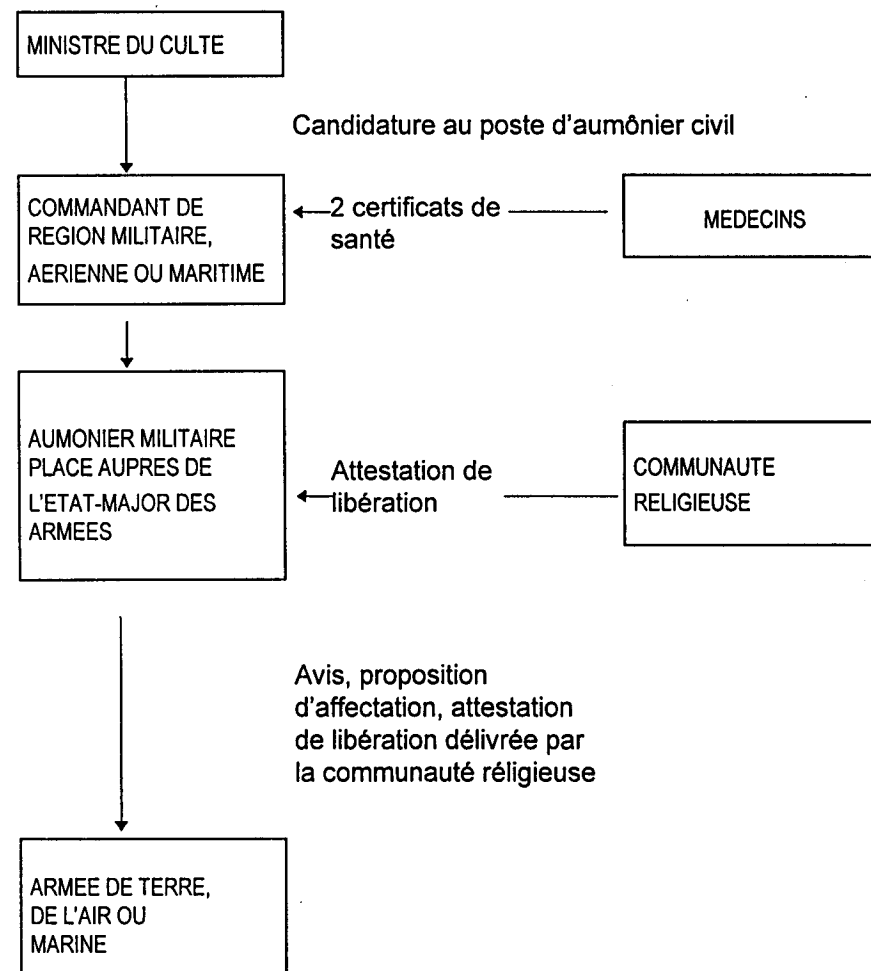 MINISTRE DU CULTE
Candidature au poste d'aumônier civil
COMMANDANT DE
REGION MILITAIRE,
AERIENNE OU MARITIME
2 certificats de
santé
MEDECINS
AUMONIER MILITAIRE
PLACE AUPRES DE
L'ETAT-MAJOR DES
ARMEES
Attestation de
libération
COMMUNAUTE
RELIGIEUSE
Avis, proposition
d'affectation, attestation
de libération délivrée par
la communauté réligieuse
ARMEE DE TERRE,
DE L'AIR OU
MARINE